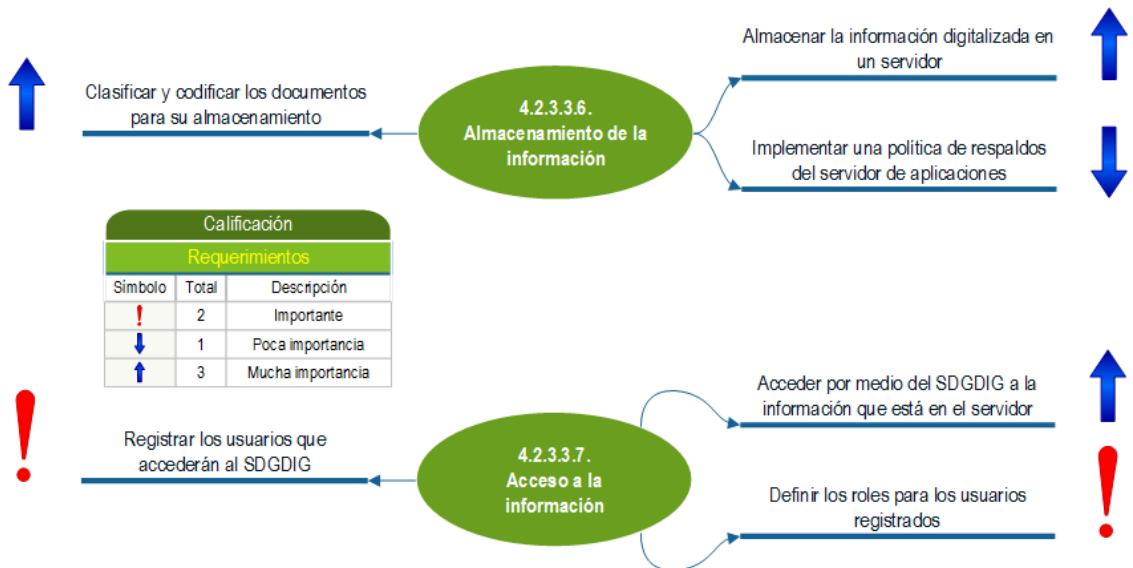 Clasificar y codificar los documentos
para su almacenamiento
4.2.3.3.6.
Almacenamiento de la
información
Almacenar la información digitalizada en
un servidor
Implementar una política de respaldos
del servidor de aplicaciones
Calificación
Requerimientos
Símbolo Total Descripción
2 Importante
1 Poca importancia
3 Mucha importancia
Registrar los usuarios que
accederán al SDGDIG
4.2.3.3.7.
Acceso a la
información
Acceder por medio del SDGDIG a la
información que está en el servidor
Definir los roles para los usuarios
registrados